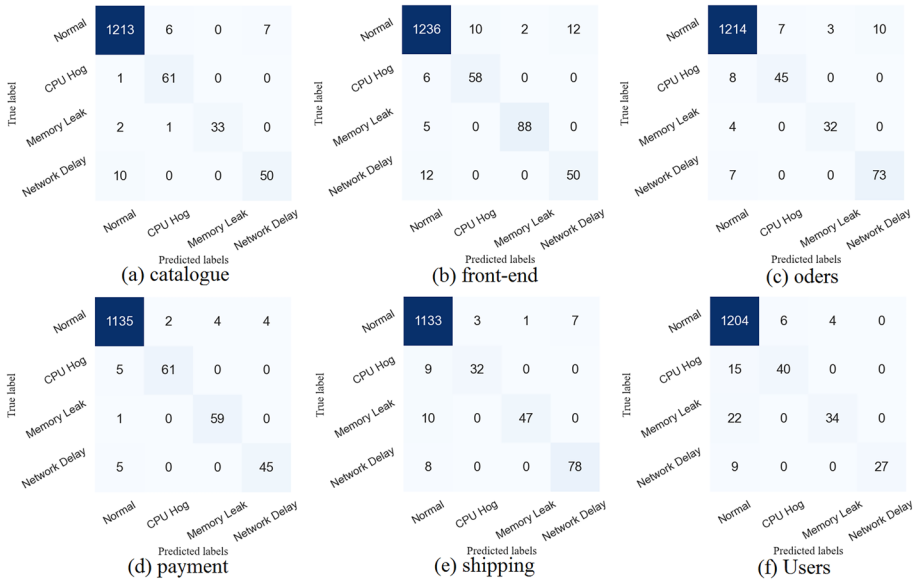 Normal 1213 6 0 7
CPU Hog 1 61 0 0
Memory Leak 2 1 33 0
Network Delay 10 0 0 50
True label
Normal CPU Hog Memory Leak Network Delay
Predicted labels
(a) catalogue
Normal 1236 10 2 12
CPU Hog 6 58 0 0
Memory Leak 5 0 88 0
Network Delay 12 0 0 50
True label
Normal CPU Hog Memory Leak Network Delay
Predicted labels
(b) front-end
Normal 1214 7 3 10
CPU Hog 8 45 0 0
Memory Leak 4 0 32 0
Network Delay 7 0 0 73
True label
Normal CPU Hog Memory Leak Network Delay
Predicted labels
(c) oders
Normal 1135 2 4 4
CPU Hog 5 61 0 0
Memory Leak 1 0 59 0
Network Delay 5 0 0 45
True label
Normal CPU Hog Memory Leak Network Delay
Predicted labels
(d) payment
Normal 1133 3 1 7
CPU Hog 9 32 0 0
Memory Leak 10 0 47 0
Network Delay 8 0 0 78
True label
Normal CPU Hog Memory Leak Network Delay
Predicted labels
(e) shipping
Normal 1204 6 4 0
CPU Hog 15 40 0 0
Memory Leak 22 0 34 0
Network Delay 9 0 0 27
True label
Normal CPU Hog Memory Leak Network Delay
Predicted labels
(f) Users